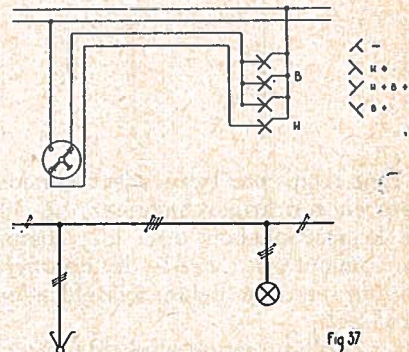 B
H
-
H +
H + B +
B +
Fig 37